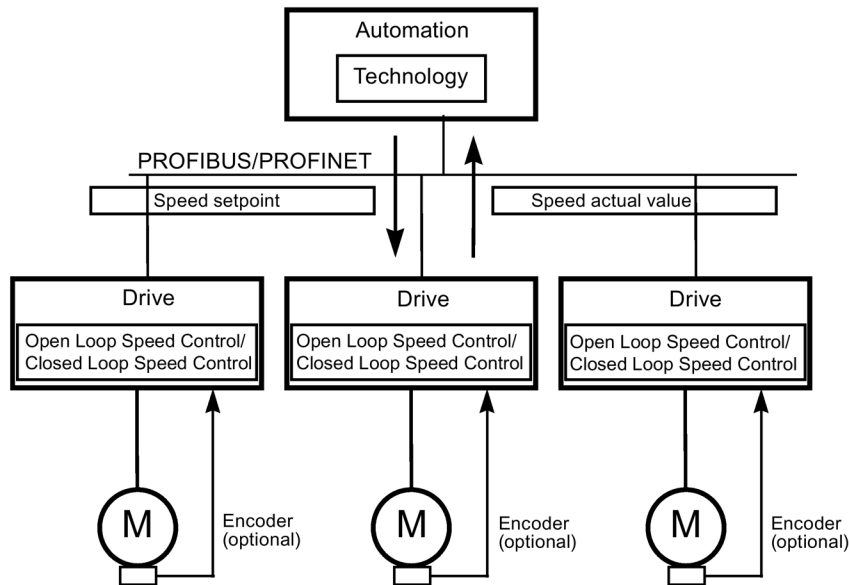 Automation
Technology
PROFIBUS/PROFINET
Speed setpoint
Speed actual value
Drive
Open Loop Speed Control/
Closed Loop Speed Control
Drive
Open Loop Speed Control/
Closed Loop Speed Control
Drive
Open Loop Speed Control/
Closed Loop Speed Control
M
Encoder
(optional)
M
Encoder
(optional)
M
Encoder
(optional)